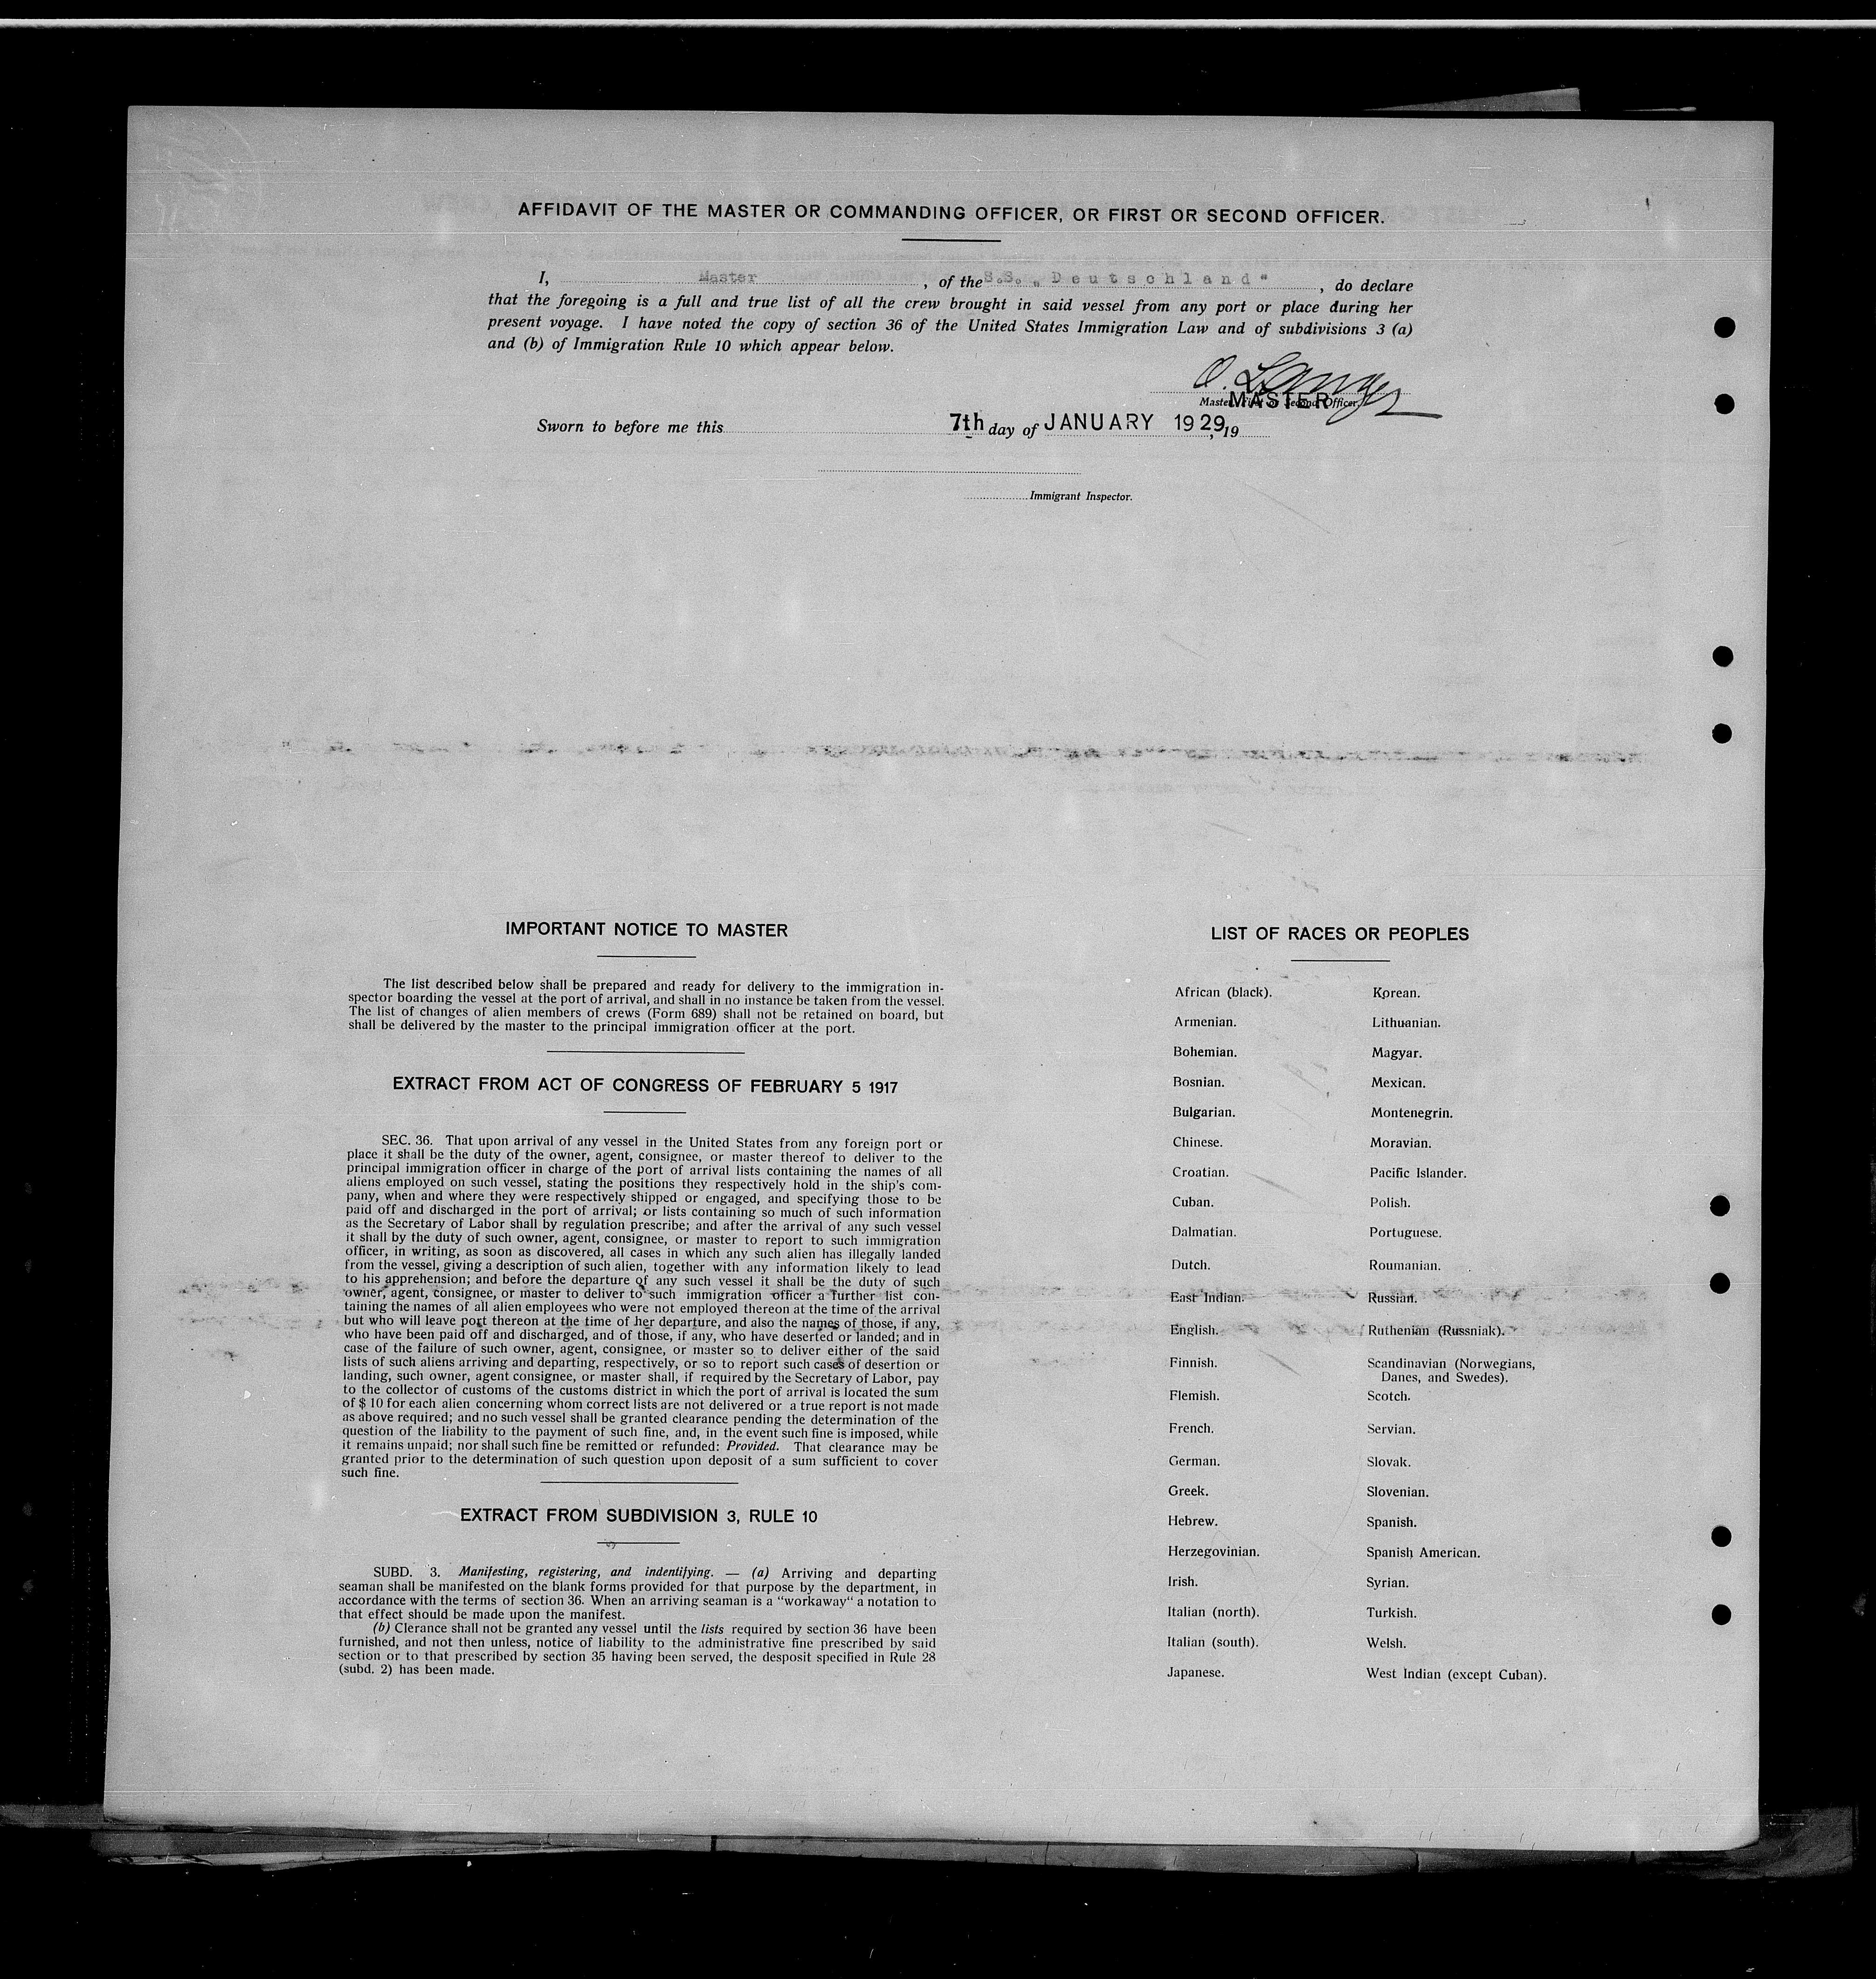 AFFIDAVIT OF THE MASTER OR COMMANDING OFFICER, OR FIRST OR SECOND OFFICER.
I, Master , of the S.S. „Deutschland“ , do declare
that the foregoing is a full and true list of all the crew brought in said vessel from any port or place during her
present voyage. I have noted the copy of section 36 of the United States Immigration Law and of subdivisions 3 (a)
and (b) of Immigration Rule 10 which appear below.
Master, First or Second Officer.
MASTER
Sworn to before me this 7th day of JANUARY 1929, 19
Immigrant Inspector.
IMPORTANT NOTICE TO MASTER
The list described below shall be prepared and ready for delivery to the immigration in-
spector boarding the vessel at the port of arrival, and shall in no instance be taken from the vessel.
The list of changes of alien members of crews (Form 689) shall not be retained on board, but
shall be delivered by the master to the principal immigration officer at the port.
EXTRACT FROM ACT OF CONGRESS OF FEBRUARY 5 1917
SEC. 36. That upon arrival of any vessel in the United States from any foreign port or
place it shall be the duty of the owner, agent, consignee, or master thereof to deliver to the
principal immigration officer in charge of the port of arrival lists containing the names of all
aliens employed on such vessel, stating the positions they respectively hold in the ship's com-
pany, when and where they were respectively shipped or engaged, and specifying those to be
paid off and discharged in the port of arrival; or lists containing so much of such information
as the Secretary of Labor shall by regulation prescribe; and after the arrival of any such vessel
it shall by the duty of such owner, agent, consignee, or master to report to such immigration
officer, in writing, as soon as discovered, all cases in which any such alien has illegally landed
from the vessel, giving a description of such alien, together with any information likely to lead
to his apprehension; and before the departure of any such vessel it shall be the duty of such
owner, agent, consignee, or master to deliver to such immigration officer a further list con-
taining the names of all alien employees who were not employed thereon at the time of the arrival
but who will leave port thereon at the time of her departure, and also the names of those, if any,
who have been paid off and discharged, and of those, if any, who have deserted or landed; and in
case of the failure of such owner, agent, consignee, or master so to deliver either of the said
lists of such aliens arriving and departing, respectively, or so to report such cases of desertion or
landing, such owner, agent consignee, or master shall, if required by the Secretary of Labor, pay
to the collector of customs of the customs district in which the port of arrival is located the sum
of $ 10 for each alien concerning whom correct lists are not delivered or a true report is not made
as above required; and no such vessel shall be granted clearance pending the determination of the
question of the liability to the payment of such fine, and, in the event such fine is imposed, while
it remains unpaid; nor shall such fine be remitted or refunded: Provided. That clearance may be
granted prior to the determination of such question upon deposit of a sum sufficient to cover
such fine.
EXTRACT FROM SUBDIVISION 3, RULE 10
SUBD. 3. Manifesting, registering, and indentifying. — (a) Arriving and departing
seaman shall be manifested on the blank forms provided for that purpose by the department, in
accordance with the terms of section 36. When an arriving seaman is a "workaway" a notation to
that effect should be made upon the manifest.
(b) Clerance shall not be granted any vessel until the lists required by section 36 have been
furnished, and not then unless, notice of liability to the administrative fine prescribed by said
section or to that prescribed by section 35 having been served, the desposit specified in Rule 28
(subd. 2) has been made.
LIST OF RACES OR PEOPLES
African (black).
Armenian.
Bohemian.
Bosnian.
Bulgarian.
Chinese.
Croatian.
Cuban.
Dalmatian.
Dutch.
East Indian.
English.
Finnish.
Flemish.
French.
German.
Greek.
Hebrew.
Herzegovinian.
Irish.
Italian (north).
Italian (south).
Japanese.
Korean.
Lithuanian.
Magyar.
Mexican.
Montenegrin.
Moravian.
Pacific Islander.
Polish.
Portuguese.
Roumanian.
Russian.
Ruthenian (Russniak).
Scandinavian (Norwegians,
Danes, and Swedes).
Scotch.
Servian.
Slovak.
Slovenian.
Spanish.
Spanish American.
Syrian.
Turkish.
Welsh.
West Indian (except Cuban).